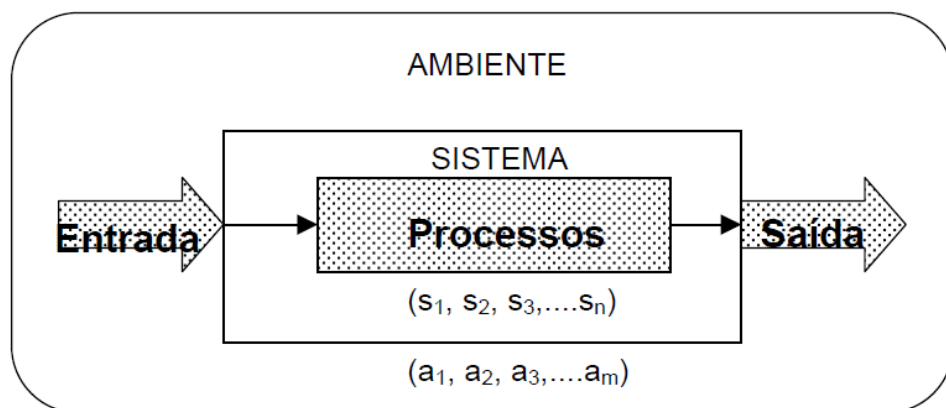 AMBIENTE
SISTEMA
Entrada
Processos
Saída
(s₁, s₂, s₃,....sₙ)
(a₁, a₂, a₃,....aₘ)